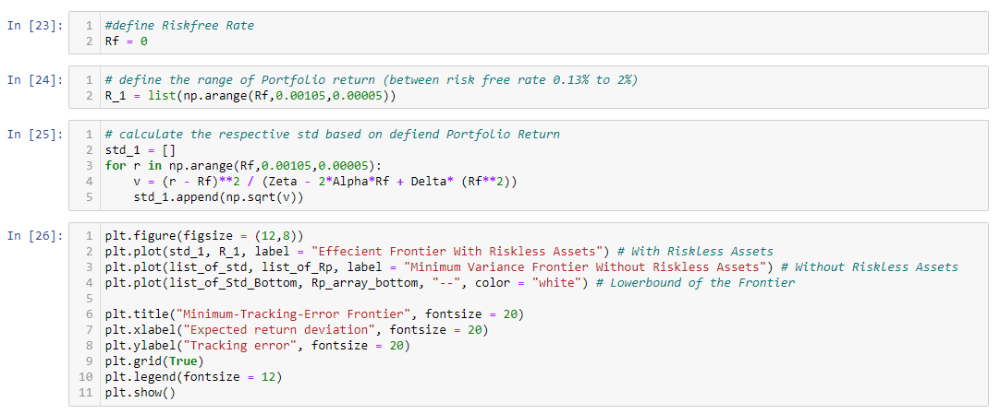 In [23]:
1 #define Riskfree Rate
2 Rf = 0
In [24]:
1 # define the range of Portfolio return (between risk free rate 0.13% to 2%)
2 R_1 = list(np.arange(Rf,0.00105,0.00005))
In [25]:
1 # calculate the respective std based on defiend Portfolio Return
2 std_1 = []
3 for r in np.arange(Rf,0.00105,0.00005):
4     v = (r - Rf)**2 / (Zeta - 2*Alpha*Rf + Delta* (Rf**2))
5     std_1.append(np.sqrt(v))
In [26]:
1 plt.figure(figsize = (12,8))
2 plt.plot(std_1, R_1, label = "Effecient Frontier With Riskless Assets") # With Riskless Assets
3 plt.plot(list_of_std, list_of_Rp, label = "Minimum Variance Frontier Without Riskless Assets") # Without Riskless Assets
4 plt.plot(list_of_Std_Bottom, Rp_array_bottom, "--", color = "white") # Lowerbound of the Frontier
5
6 plt.title("Minimum-Tracking-Error Frontier", fontsize = 20)
7 plt.xlabel("Expected return deviation", fontsize = 20)
8 plt.ylabel("Tracking error", fontsize = 20)
9 plt.grid(True)
10 plt.legend(fontsize = 12)
11 plt.show()